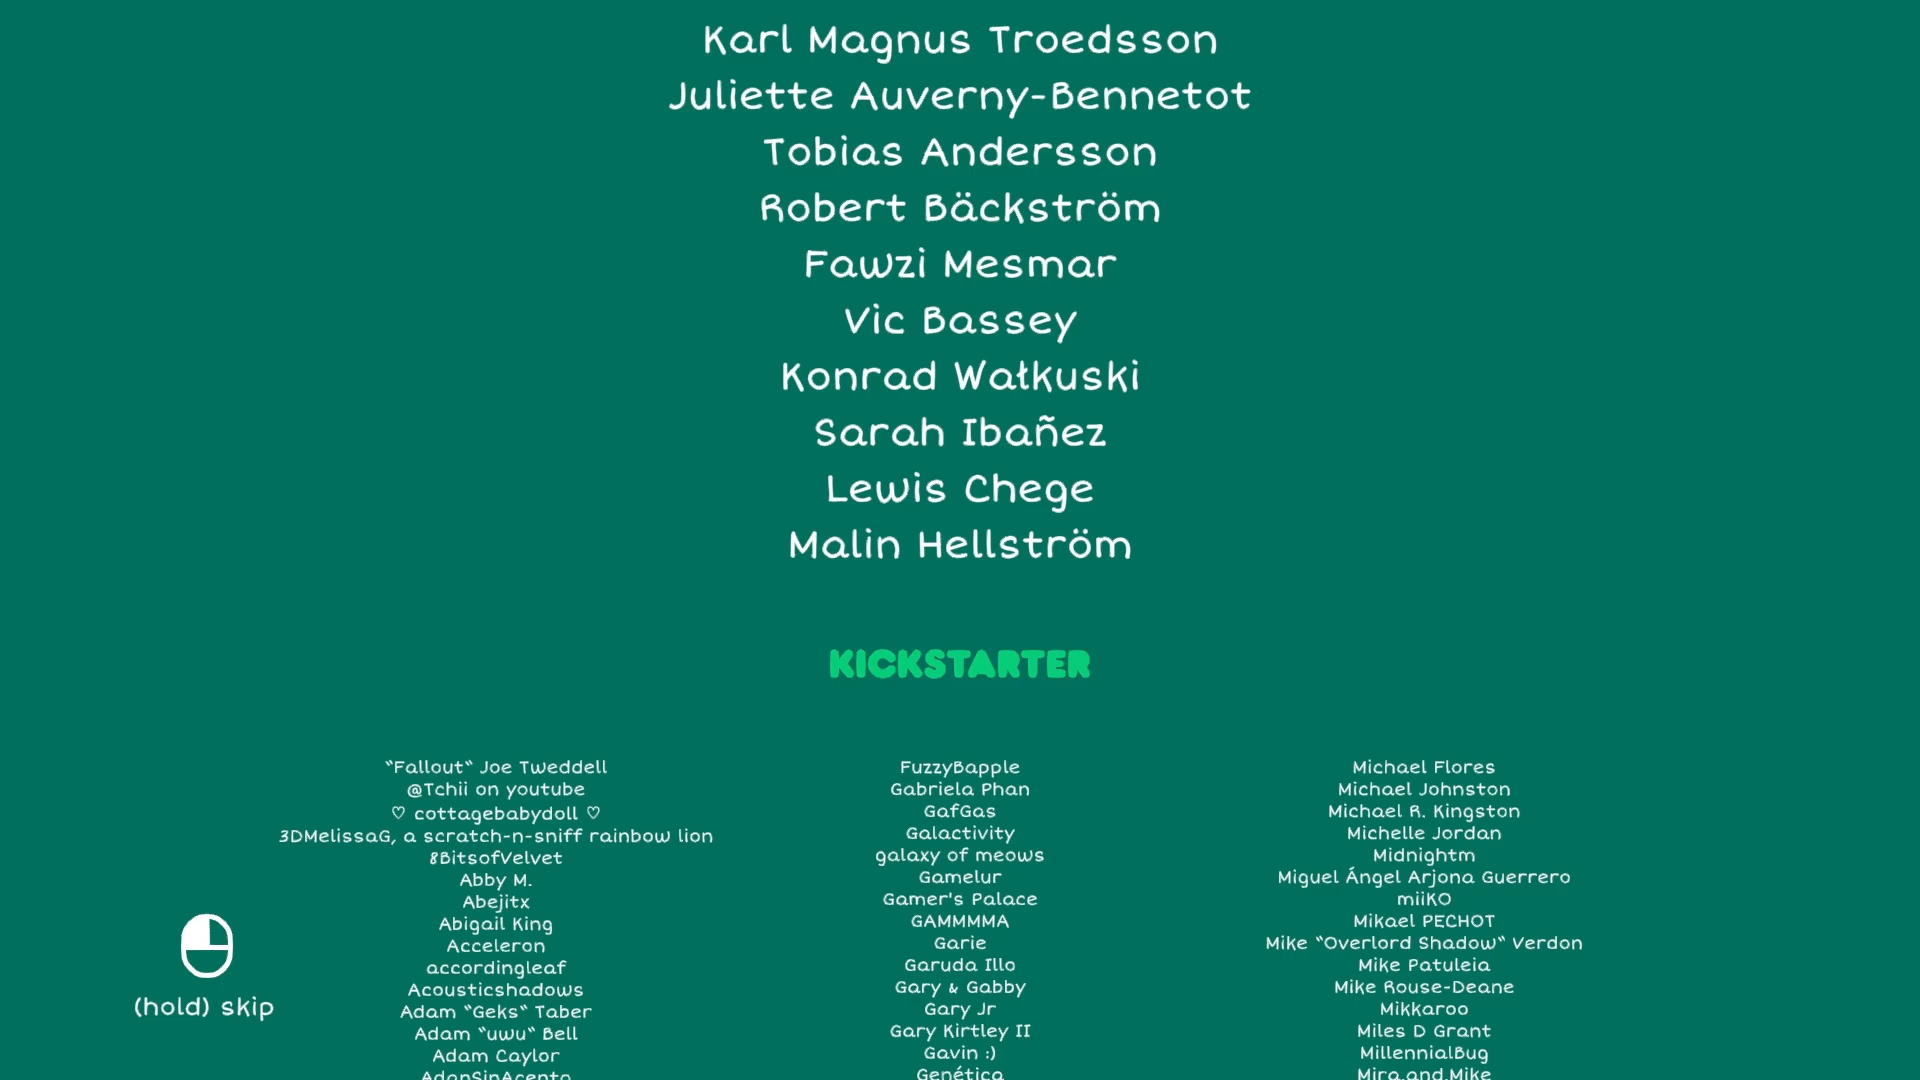 Karl Magnus Troedsson
Juliette Auverny-Bennetot
Tobias Andersson
Robert Bäckström
Fawzi Mesmar
Vic Bassey
Konrad Wałkuski
Sarah Ibañez
Lewis Chege
Malin Hellström
KICKSTARTER
"Fallout" Joe Tweddell
@Tchii on youtube
♡ cottagebabydoll ♡
3DMelissaG, a scratch-n-sniff rainbow lion
8BitsofVelvet
Abby M.
Abejitx
Abigail King
Acceleron
accordingleaf
Acousticshadows
Adam "Geks" Taber
Adam "uwu" Bell
Adam Caylor
AdanSinAcento
FuzzyBapple
Gabriela Phan
GafGas
Galactivity
galaxy of meows
Gamelur
Gamer's Palace
GAMMMMA
Garie
Garuda Illo
Gary & Gabby
Gary Jr
Gary Kirtley II
Gavin :)
Genética
Michael Flores
Michael Johnston
Michael R. Kingston
Michelle Jordan
Midnightm
Miguel Ángel Arjona Guerrero
miiKO
Mikael PECHOT
Mike "Overlord Shadow" Verdon
Mike Patuleia
Mike Rouse-Deane
Mikkaroo
Miles D Grant
MillennialBug
Mira.and.Mike
(hold) skip